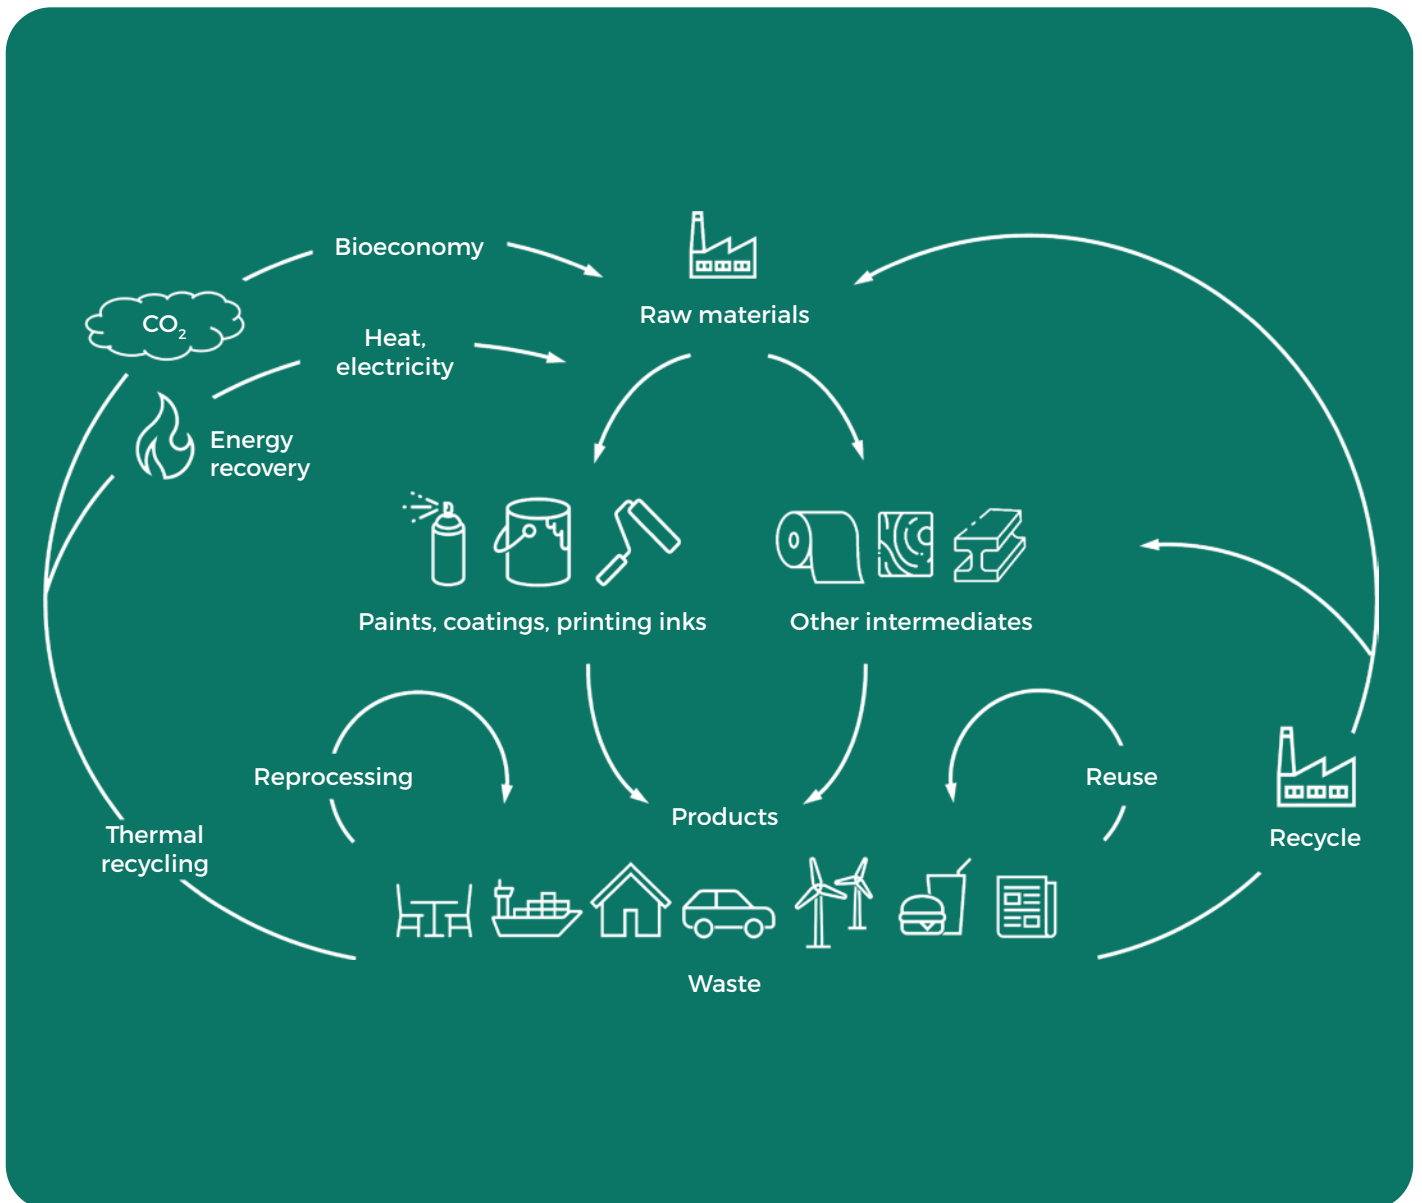 Bioeconomy
CO₂
Raw materials
Heat,
electricity
Energy
recovery
Paints, coatings, printing inks
Other intermediates
Reprocessing
Reuse
Products
Thermal
recycling
Recycle
Waste